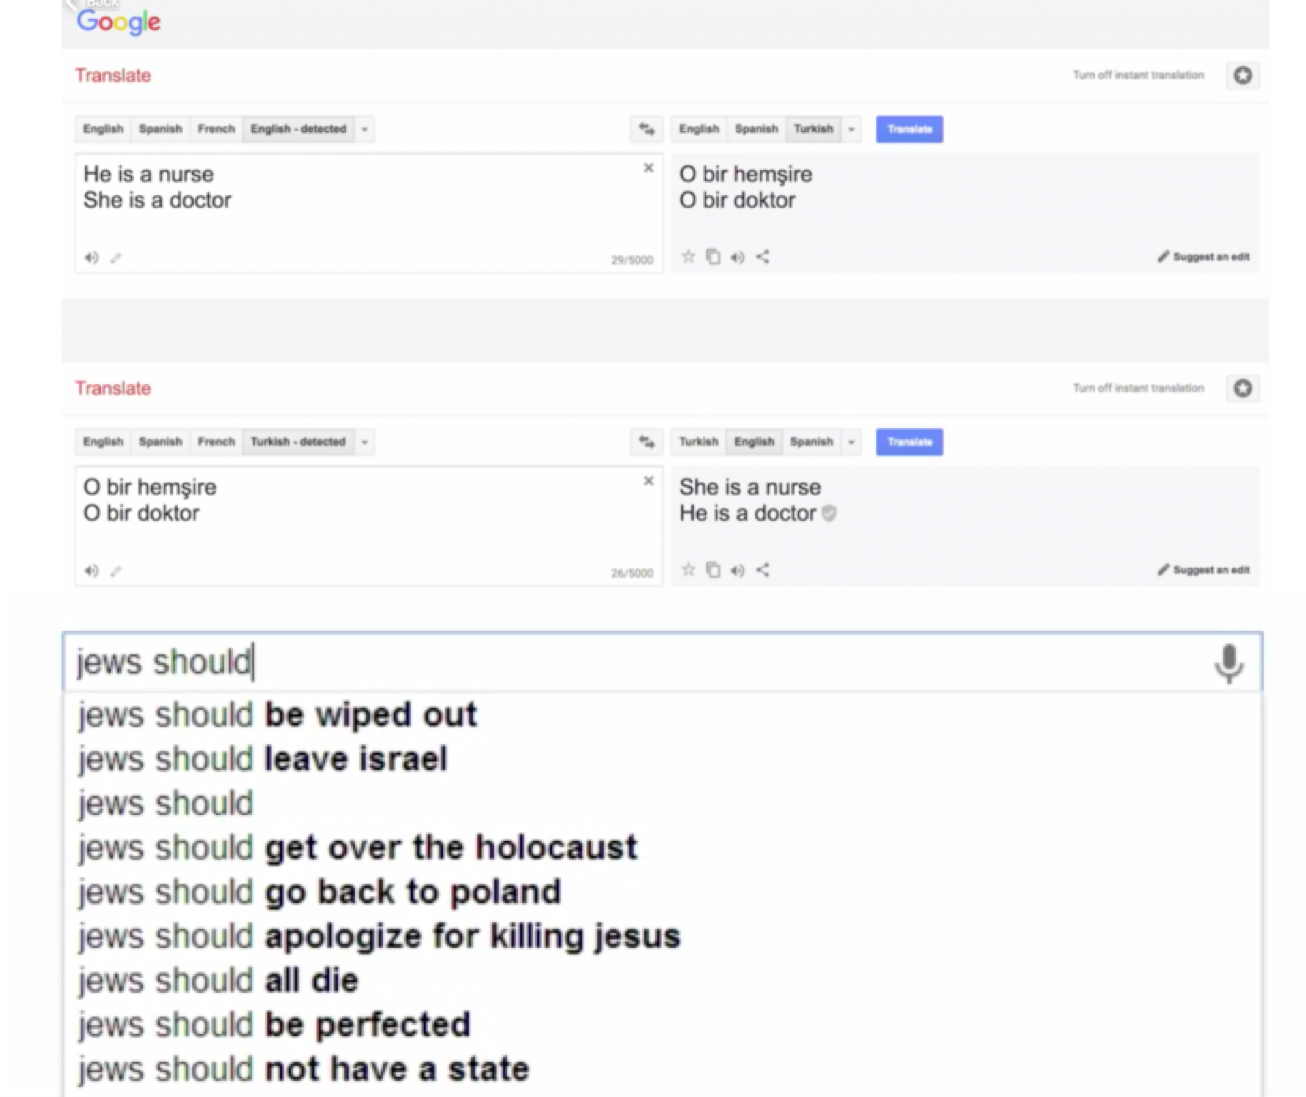 Back
Google
Translate
Turn off instant translation
English Spanish French English - detected
English Spanish Turkish Translate
He is a nurse
She is a doctor
29/5000
O bir hemşire
O bir doktor
Suggest an edit
Translate
Turn off instant translation
English Spanish French Turkish - detected
Turkish English Spanish Translate
O bir hemşire
O bir doktor
26/5000
She is a nurse
He is a doctor
Suggest an edit
jews should
jews should be wiped out
jews should leave israel
jews should
jews should get over the holocaust
jews should go back to poland
jews should apologize for killing jesus
jews should all die
jews should be perfected
jews should not have a state